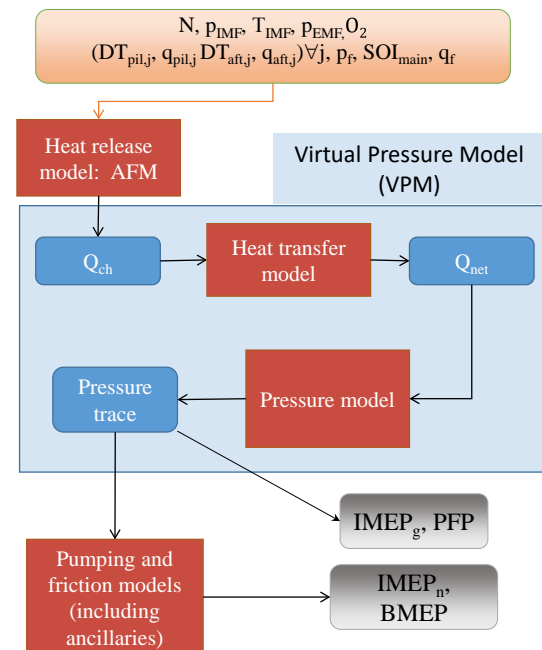 N, p_IMF, T_IMF, p_EMF, O_2
(DT_pil,j, q_pil,j DT_aft,j, q_aft,j)∀j, p_f, SOI_main, q_f
Heat release
model: AFM
Virtual Pressure Model
(VPM)
Q_ch
Heat transfer
model
Q_net
Pressure
trace
Pressure model
IMEP_g, PFP
Pumping and
friction models
(including
ancillaries)
IMEP_n,
BMEP